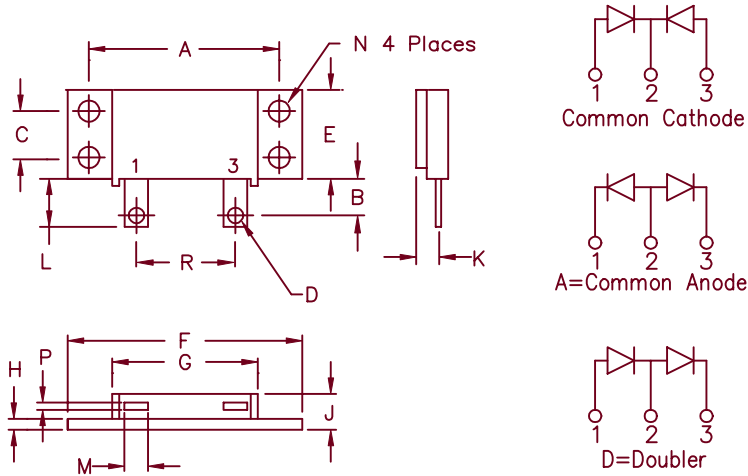 A
N 4 Places
C
E
1
3
B
L
R
D
K
1
2
3
Common Cathode
1
2
3
A=Common Anode
F
G
P
H
J
M
1
2
3
D=Doubler